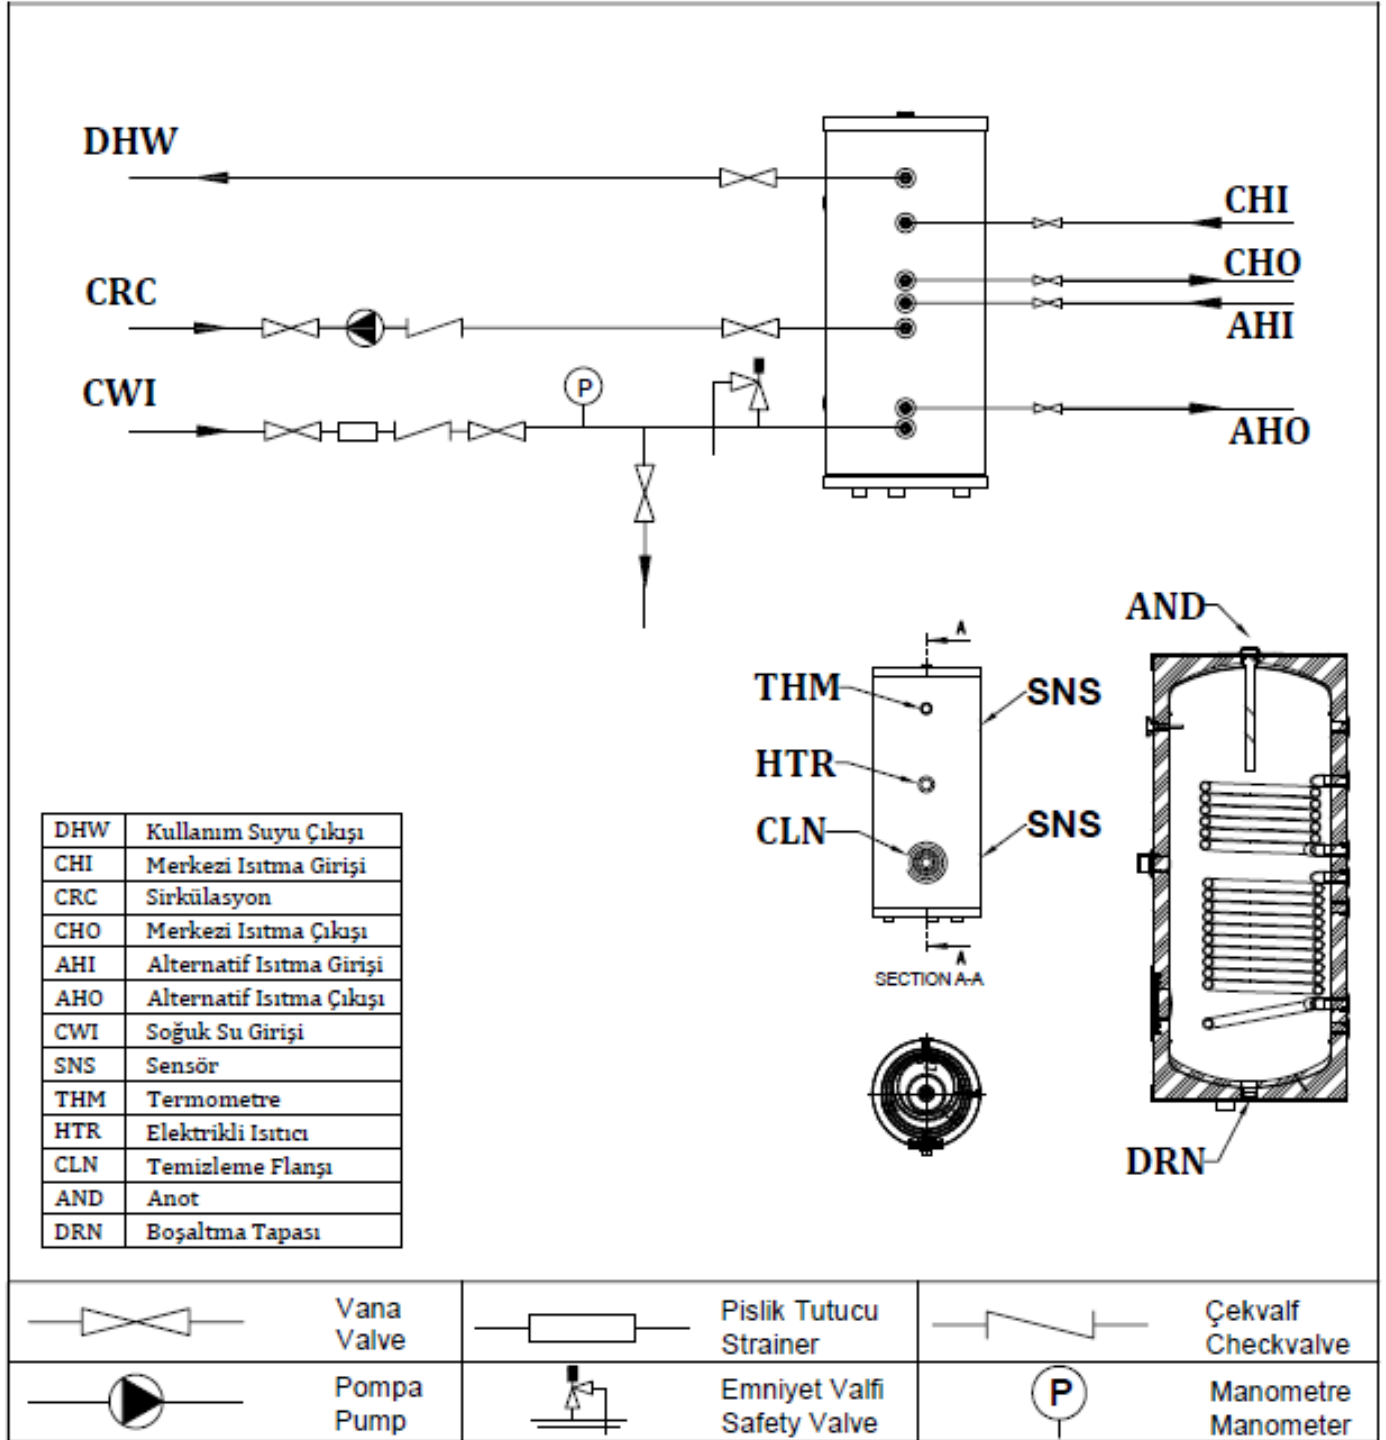 DHW
CHI
CHO
CRC
AHI
P
CWI
AHO
AND
A
THM
SNS
HTR
CLN
SNS
A
SECTION A-A
DRN
DHW Kullanım Suyu Çıkışı
CHI Merkezi Isıtma Girişi
CRC Sirkülasyon
CHO Merkezi Isıtma Çıkışı
AHI Alternatif Isıtma Girişi
AHO Alternatif Isıtma Çıkışı
CWI Soğuk Su Girişi
SNS Sensör
THM Termometre
HTR Elektrikli Isıtıcı
CLN Temizleme Flanşı
AND Anot
DRN Boşaltma Tapası
Vana
Valve
Pislik Tutucu
Strainer
Çekvalf
Checkvalve
Pompa
Pump
Emniyet Valfi
Safety Valve
P
Manometre
Manometer